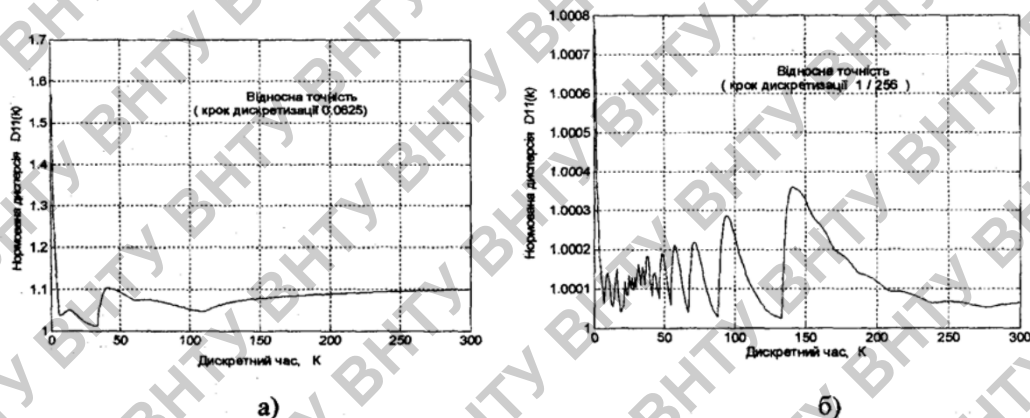 1.7
1.6
1.5
1.4
1.3
1.2
1.1
1
Нормована дисперсія D11(k)
Відносна точність
( крок дискретизації 0.0625)
0 50 100 150 200 250 300
Дискретний час, K
а)
1.0008
1.0007
1.0006
1.0005
1.0004
1.0003
1.0002
1.0001
1
Нормована дисперсія D11(k)
Відносна точність
( крок дискретизації 1 / 256 )
0 50 100 150 200 250 300
Дискретний час, K
б)
ВНТУ